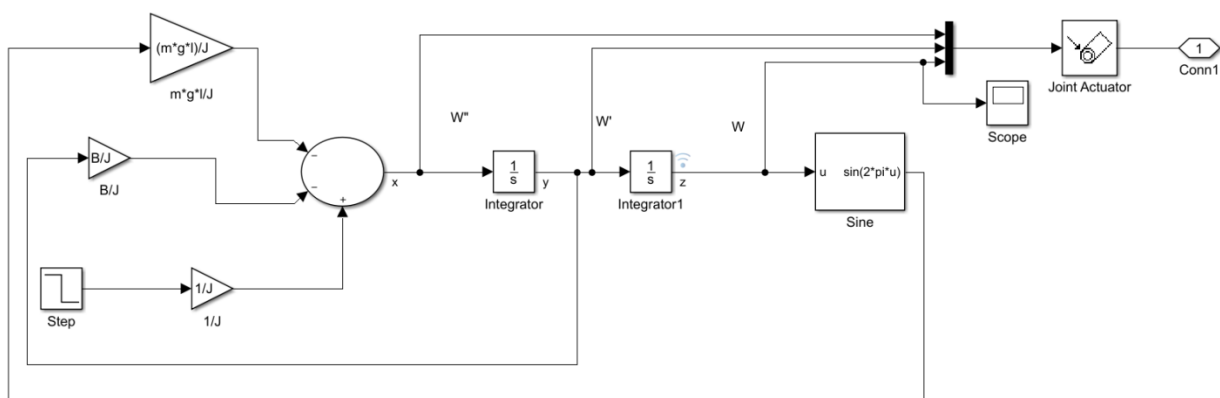 (m*g*l)/J
m*g*l/J
1
Conn1
Joint Actuator
Scope
W"
W'
W
B/J
B/J
−
−
+
x
1
s
Integrator
y
1
s
Integrator1
z
u
sin(2*pi*u)
Sine
Step
1/J
1/J